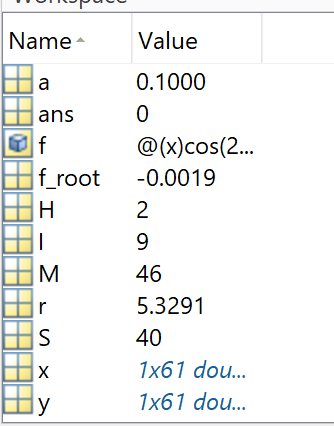 Workspace
Name Value
a 0.1000
ans 0
f @(x)cos(2...
f_root -0.0019
H 2
I 9
M 46
r 5.3291
S 40
x 1x61 dou...
y 1x61 dou...